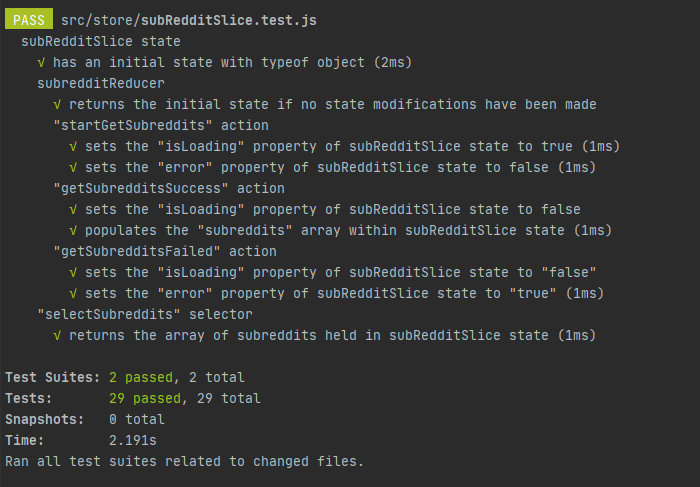 PASS src/store/subRedditSlice.test.js
subRedditSlice state
√ has an initial state with typeof object (2ms)
subredditReducer
√ returns the initial state if no state modifications have been made
"startGetSubreddits" action
√ sets the "isLoading" property of subRedditSlice state to true (1ms)
√ sets the "error" property of subRedditSlice state to false (1ms)
"getSubredditsSuccess" action
√ sets the "isLoading" property of subRedditSlice state to false
√ populates the "subreddits" array within subRedditSlice state (1ms)
"getSubredditsFailed" action
√ sets the "isLoading" property of subRedditSlice state to "false"
√ sets the "error" property of subRedditSlice state to "true" (1ms)
"selectSubreddits" selector
√ returns the array of subreddits held in subRedditSlice state (1ms)
Test Suites: 2 passed, 2 total
Tests: 29 passed, 29 total
Snapshots: 0 total
Time: 2.191s
Ran all test suites related to changed files.